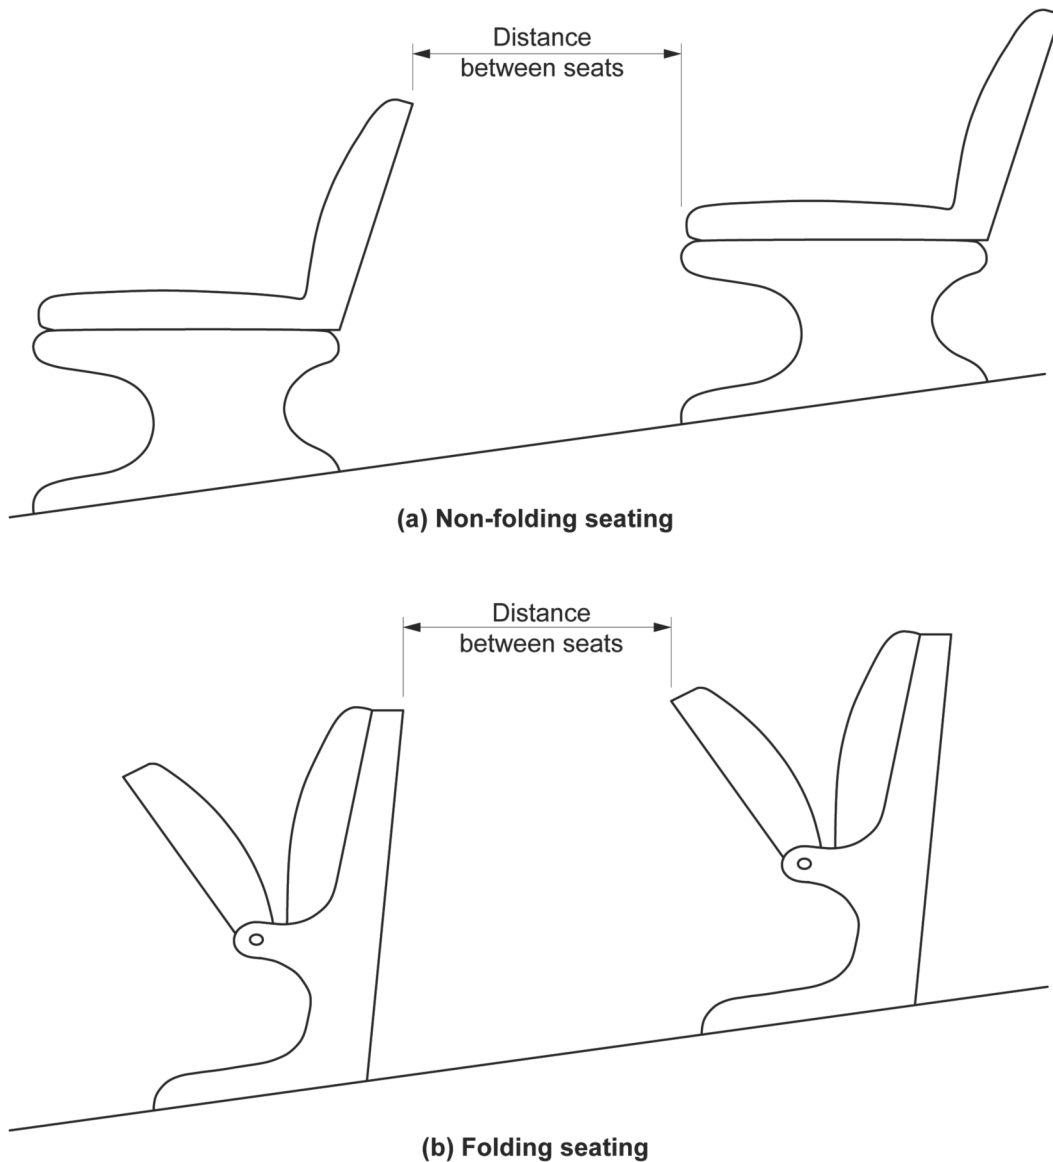 Distance
between seats
(a) Non-folding seating
Distance
between seats
(b) Folding seating